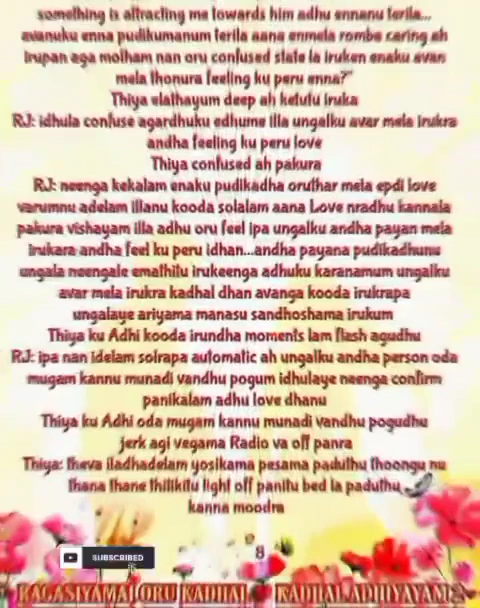 something is attracting me towards him adhu ennanu terila...
avanuku enna pudikumanum terila aana enmela romba caring ah
irupan aga motham nan oru confused state la iruken enaku avan
mela thonura feeling ku peru enna?"
Thiya elathayum deep ah ketutu iruka
RJ: idhula confuse agardhuku edhume illa ungalku avar mela irukra
andha feeling ku peru love
Thiya confused ah pakura
RJ: neenga kekalam enaku pudikadha oruthar mela epdi love
varumnu adelam illanu kooda solalam aana Love nradhu kannala
pakura vishayam illa adhu oru feel ipa ungalku andha payan mela
irukara andha feel ku peru idhan...andha payana pudikadhunu
ungala neengale emathitu irukeenga adhuku karanamum ungalku
avar mela irukra kadhal dhan avanga kooda irukrapa
ungalaye ariyama manasu sandhoshama irukum
Thiya ku Adhi kooda irundha moments lam flash agudhu
RJ: ipa nan idelam solrapa automatic ah ungalku andha person oda
mugam kannu munadi vandhu pogum idhulaye neenga confirm
panikalam adhu love dhanu
Thiya ku Adhi oda mugam kannu munadi vandhu pogudhu
jerk agi vegama Radio va off panra
Thiya: theva iladhadelam yosikama pesama paduthu thoongu nu
thana thane thitikitu light off panitu bed la paduthu
kanna moodra
8
SUBSCRIBED
RAGASIYAMAI ORU KADHAL KADHAL ADHIYAYAM